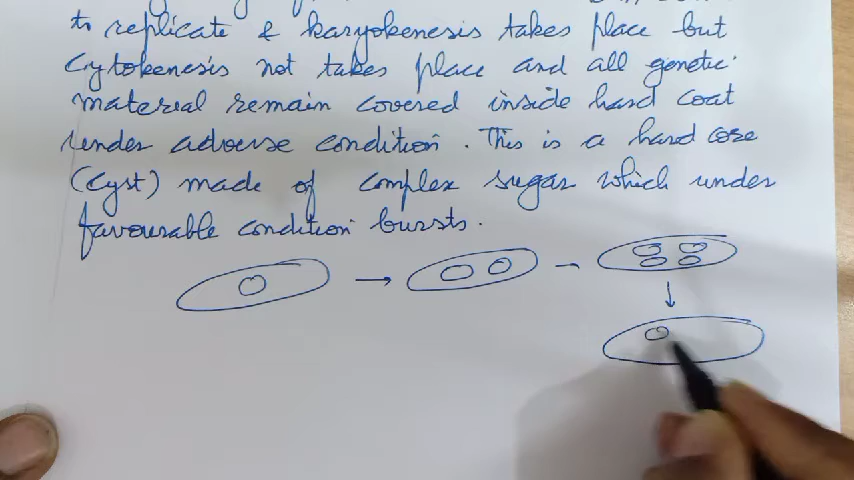 to replicate & karyokenesis takes place but
Cytokenesis not takes place and all genetic
material remain covered inside hard coat
under adverse condition. This is a hard core
(Cyst) made of complex sugar which under
favourable condition bursts.